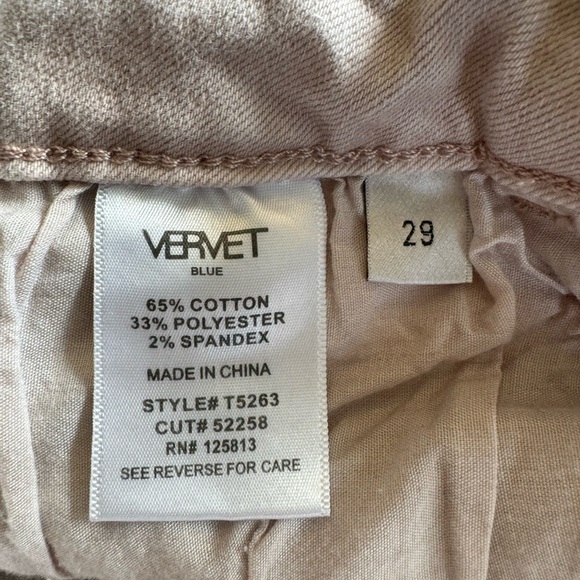 VERVET
BLUE
65% COTTON
33% POLYESTER
2% SPANDEX
MADE IN CHINA
STYLE# T5263
CUT# 52258
RN# 125813
SEE REVERSE FOR CARE
29